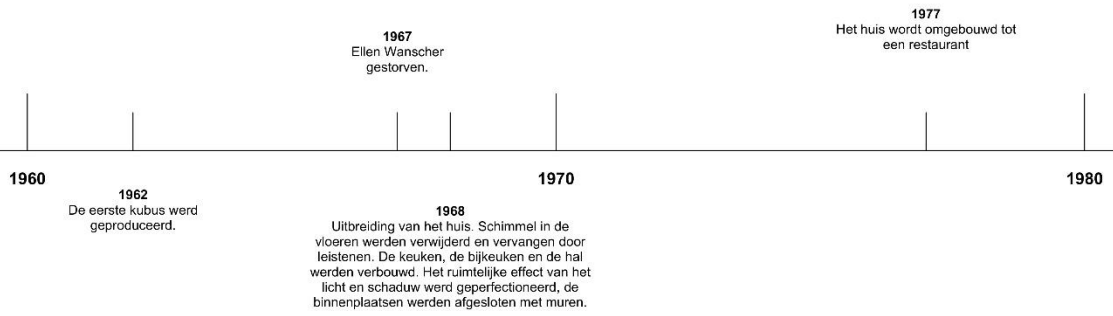 1977
Het huis wordt omgebouwd tot
een restaurant
1967
Ellen Wanscher
gestorven.
1960
1970
1980
1962
De eerste kubus werd
geproduceerd.
1968
Uitbreiding van het huis. Schimmel in de
vloeren werden verwijderd en vervangen door
leistenen. De keuken, de bijkeuken en de hal
werden verbouwd. Het ruimtelijke effect van het
licht en schaduw werd geperfectioneerd, de
binnenplaatsen werden afgesloten met muren.